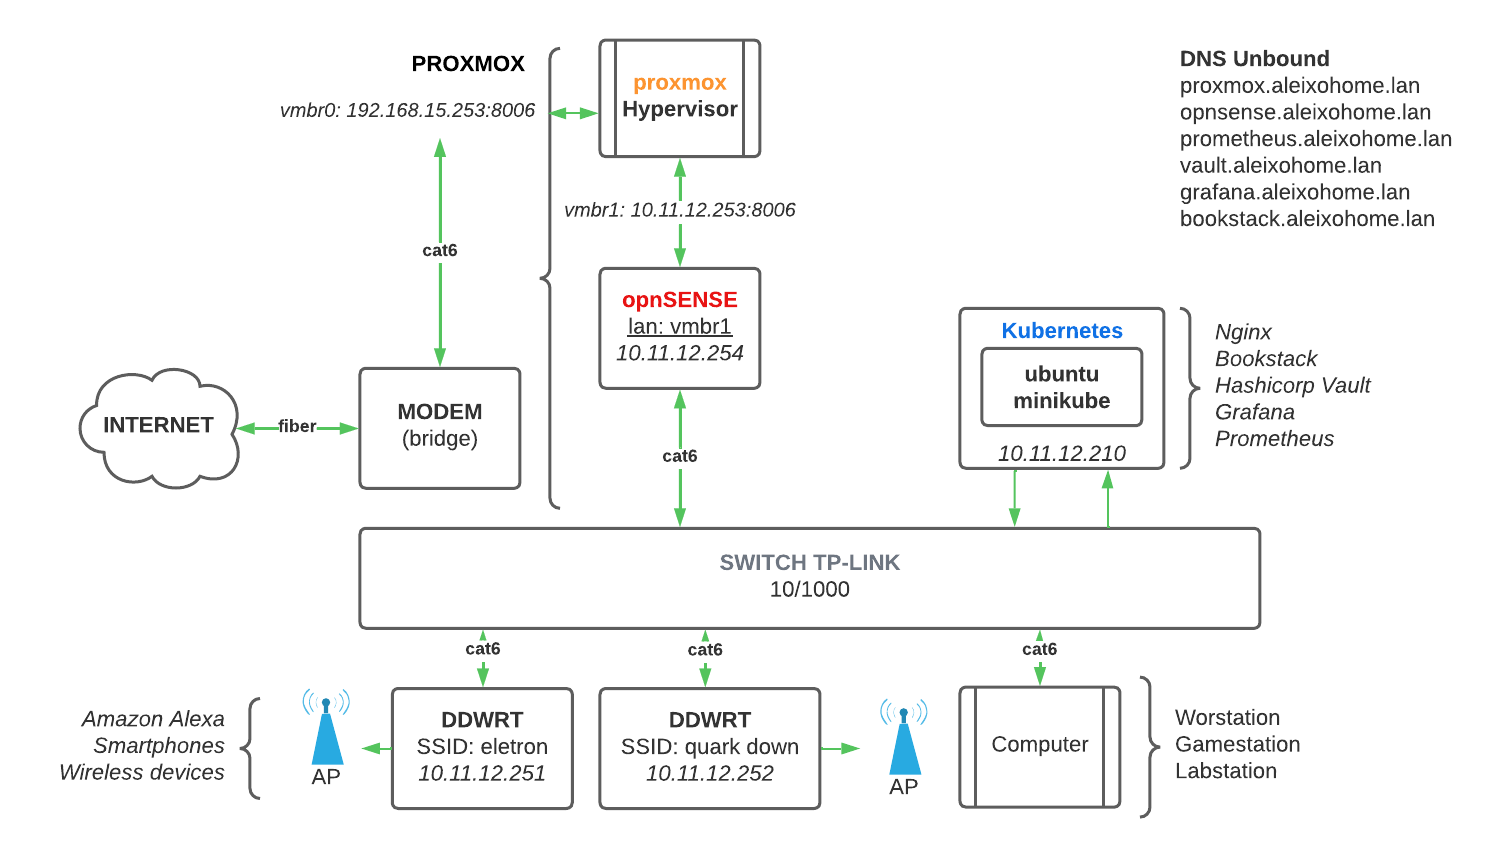 PROXMOX
vmbr0: 192.168.15.253:8006
proxmox
Hypervisor
DNS Unbound
proxmox.aleixohome.lan
opnsense.aleixohome.lan
prometheus.aleixohome.lan
vault.aleixohome.lan
grafana.aleixohome.lan
bookstack.aleixohome.lan
vmbr1: 10.11.12.253:8006
cat6
opnSENSE
lan: vmbr1
10.11.12.254
Kubernetes
ubuntu
minikube
10.11.12.210
Nginx
Bookstack
Hashicorp Vault
Grafana
Prometheus
INTERNET
fiber
MODEM
(bridge)
cat6
SWITCH TP-LINK
10/1000
cat6
cat6
cat6
Amazon Alexa
Smartphones
Wireless devices
AP
DDWRT
SSID: eletron
10.11.12.251
DDWRT
SSID: quark down
10.11.12.252
AP
Computer
Worstation
Gamestation
Labstation